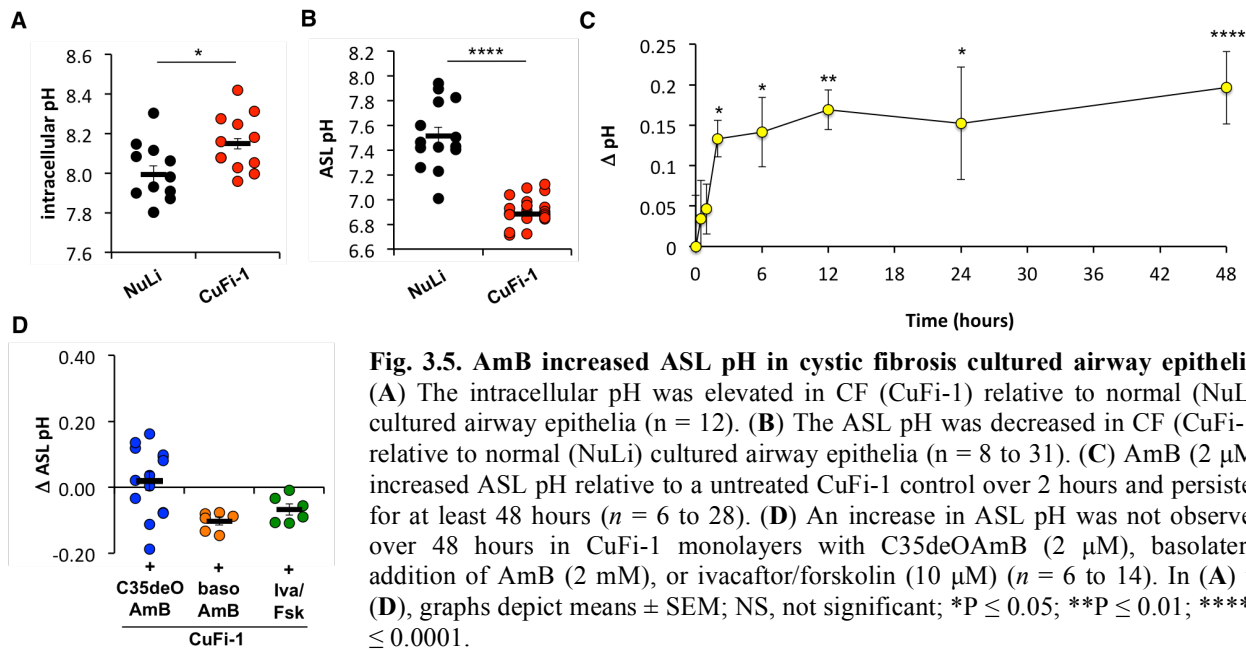 A
8.6
8.4
8.2
8.0
7.8
7.6
intracellular pH
*
NuLi
CuFi-1
B
8.2
8.0
7.8
7.6
7.4
7.2
7.0
6.8
6.6
ASL pH
****
NuLi
CuFi-1
C
0.25
0.2
0.15
0.1
0.05
0
Δ pH
*
*
**
*
****
0 6 12 18 24 30 36 42 48
Time (hours)
D
0.40
0.20
0.00
-0.20
Δ ASL pH
+ + +
C35deO baso Iva/
AmB AmB Fsk
CuFi-1
Fig. 3.5. AmB increased ASL pH in cystic fibrosis cultured airway epitheli
(A) The intracellular pH was elevated in CF (CuFi-1) relative to normal (NuL
cultured airway epithelia (n = 12). (B) The ASL pH was decreased in CF (CuFi-
relative to normal (NuLi) cultured airway epithelia (n = 8 to 31). (C) AmB (2 μM
increased ASL pH relative to a untreated CuFi-1 control over 2 hours and persiste
for at least 48 hours (n = 6 to 28). (D) An increase in ASL pH was not observe
over 48 hours in CuFi-1 monolayers with C35deOAmB (2 μM), basolater
addition of AmB (2 mM), or ivacaftor/forskolin (10 μM) (n = 6 to 14). In (A)
(D), graphs depict means ± SEM; NS, not significant; *P ≤ 0.05; **P ≤ 0.01; ****
≤ 0.0001.